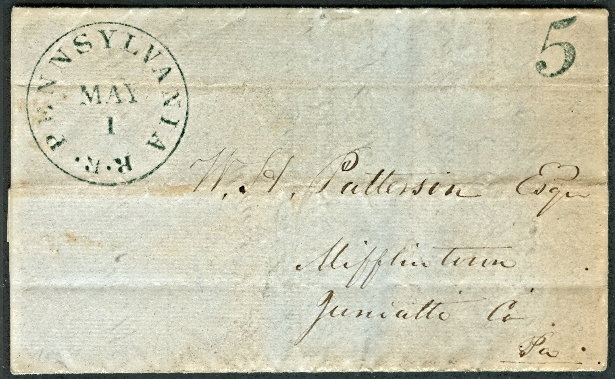 PENNSYLVANIA R.R.
MAY
1
5
W. H. Patterson Esqr
Mifflintown
Juniatta Co
Pa.